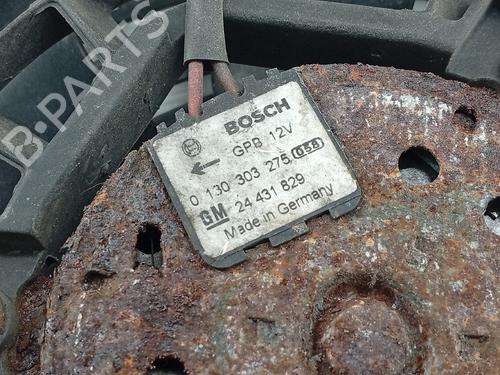 B-PARTS
BOSCH
GPB 12V
0 130 303 275 058
GM 24 431 829
Made in Germany